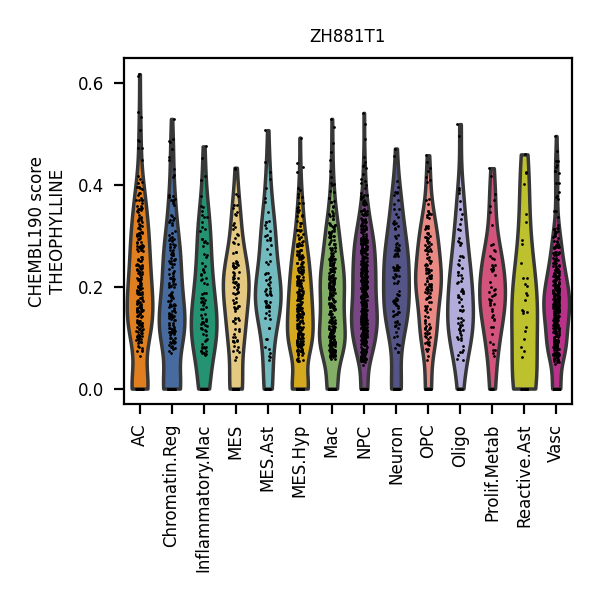 ZH881T1
CHEMBL190 score
THEOPHYLLINE
0.6
0.4
0.2
0.0
AC
Chromatin.Reg
Inflammatory.Mac
MES
MES.Ast
MES.Hyp
Mac
NPC
Neuron
OPC
Oligo
Prolif.Metab
Reactive.Ast
Vasc